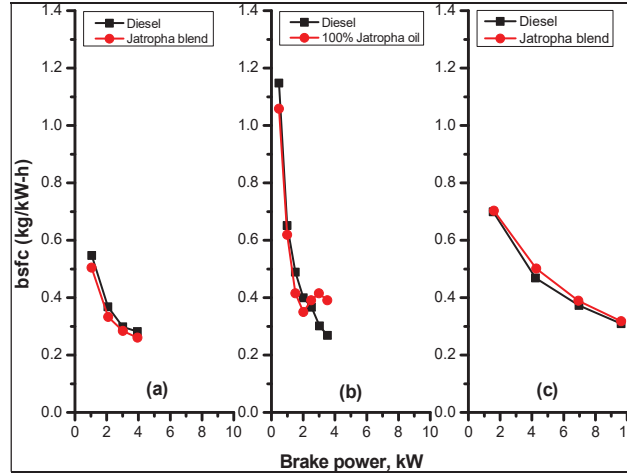 Diesel
Jatropha blend
Diesel
100% Jatropha oil
Diesel
Jatropha blend
bsfc (kg/kW-h)
1.4
1.2
1.0
0.8
0.6
0.4
0.2
0.0
1.4
1.2
1.0
0.8
0.6
0.4
0.2
0.0
1.4
1.2
1.0
0.8
0.6
0.4
0.2
0.0
(a)
(b)
(c)
0 2 4 6 8 10
0 2 4 6 8 10
0 2 4 6 8 10
Brake power, kW